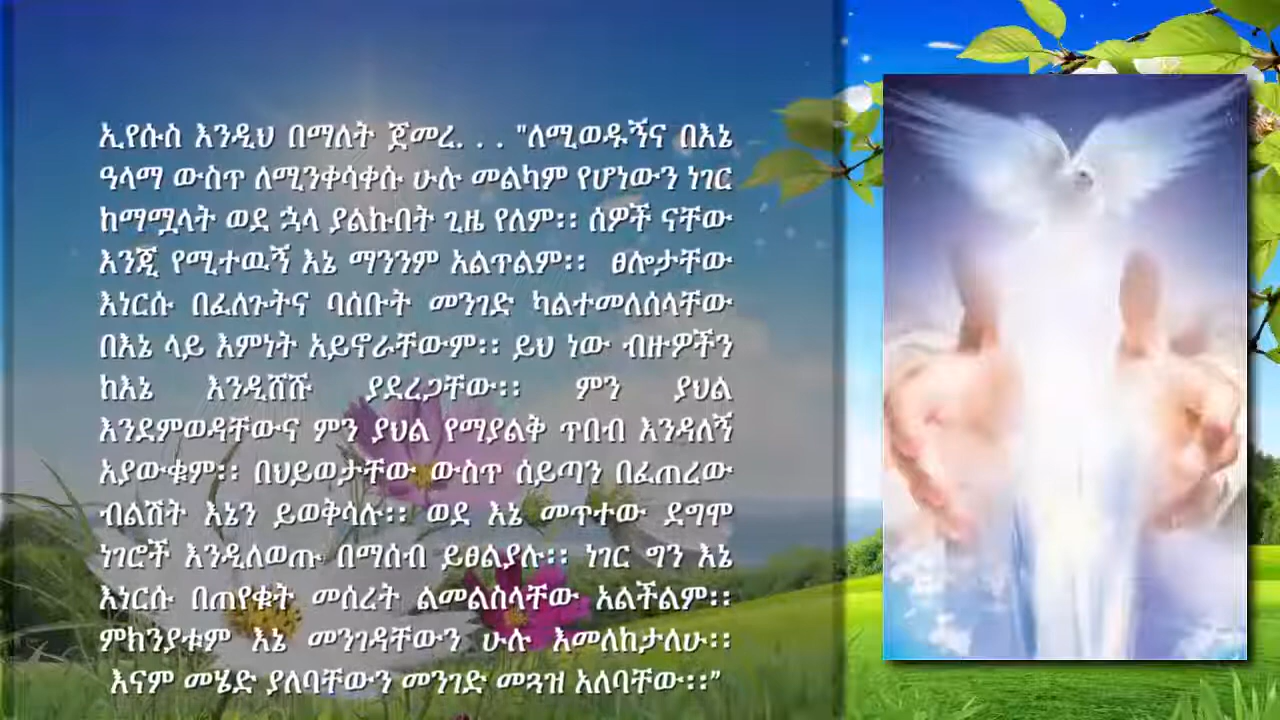 ኢየሱስ እንዲህ በማለት ጀመረ. . . "ለሚወዱኝና በእኔ
ዓላማ ውስጥ ለሚንቀሳቀሱ ሁሉ መልካም የሆነውን ነገር
ከማሟላት ወደ ኋላ ያልኩበት ጊዜ የለም፡፡ ሰዎች ናቸው
እንጂ የሚተዉኝ እኔ ማንንም አልጥልም፡፡ ፀሎታቸው
እነርሱ በፈለጉትና ባሰቡት መንገድ ካልተመለሰላቸው
በእኔ ላይ እምነት አይኖራቸውም፡፡ ይህ ነው ብዙዎችን
ከእኔ እንዲሸሹ ያደረጋቸው፡፡ ምን ያህል
እንደምወዳቸውና ምን ያህል የማያልቅ ጥበብ እንዳለኝ
አያውቁም፡፡ በህይወታቸው ውስጥ ሰይጣን በፈጠረው
ብልሽት እኔን ይወቅሳሉ፡፡ ወደ እኔ መጥተው ደግሞ
ነገሮች እንዲለወጡ በማሰብ ይፀልያሉ፡፡ ነገር ግን እኔ
እነርሱ በጠየቁት መሰረት ልመልስላቸው አልችልም፡፡
ምክንያቱም እኔ መንገዳቸውን ሁሉ እመለከታለሁ፡፡
እናም መሄድ ያለባቸውን መንገድ መጓዝ አለባቸው፡፡”